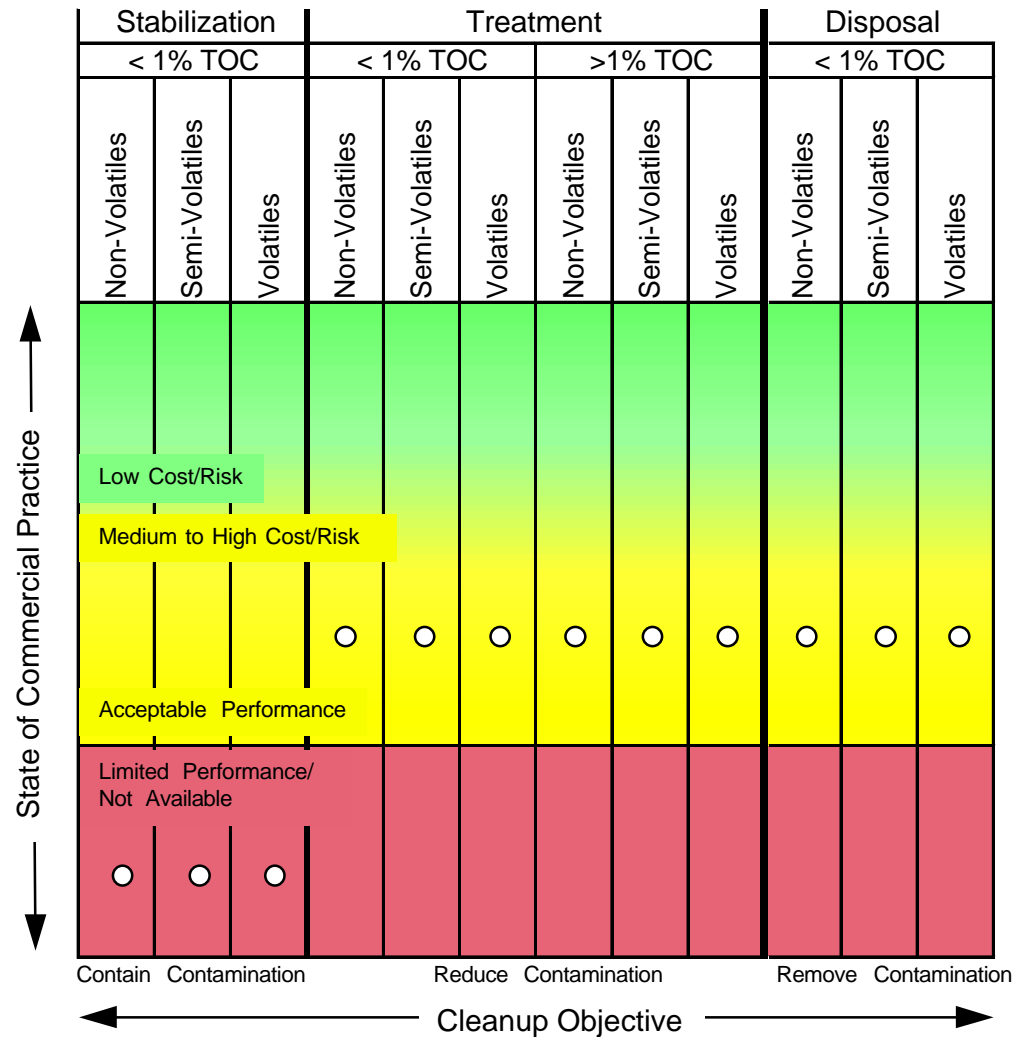 Stabilization Treatment Disposal
< 1% TOC < 1% TOC >1% TOC < 1% TOC
Non-Volatiles
Semi-Volatiles
Volatiles
Non-Volatiles
Semi-Volatiles
Volatiles
Non-Volatiles
Semi-Volatiles
Volatiles
Non-Volatiles
Semi-Volatiles
Volatiles
State of Commercial Practice
Low Cost/Risk
Medium to High Cost/Risk
Acceptable Performance
Limited Performance/
Not Available
Contain Contamination Reduce Contamination Remove Contamination
Cleanup Objective